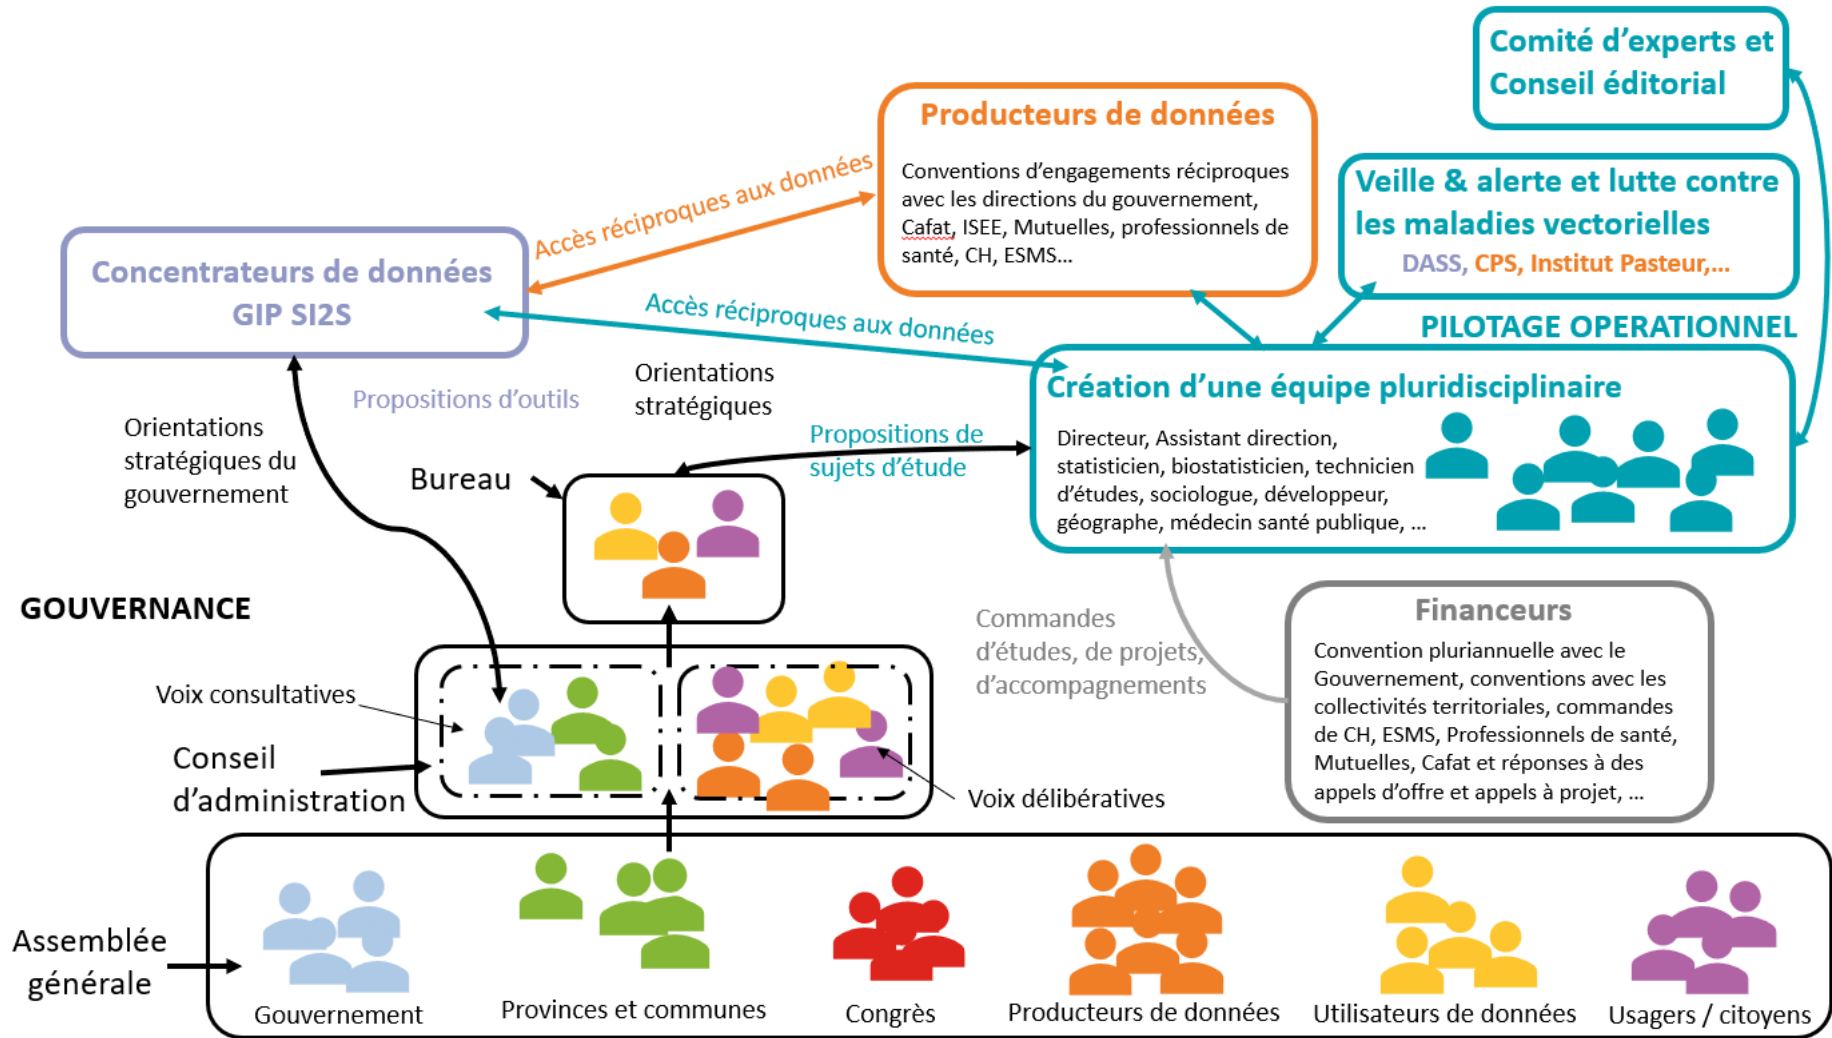 Comité d’experts et
Conseil éditorial
Producteurs de données
Conventions d’engagements réciproques
avec les directions du gouvernement,
Cafat, ISEE, Mutuelles, professionnels de
santé, CH, ESMS...
Veille & alerte et lutte contre
les maladies vectorielles
DASS, CPS, Institut Pasteur,...
Accès réciproques aux données
Concentrateurs de données
GIP SI2S
Accès réciproques aux données
PILOTAGE OPERATIONNEL
Création d’une équipe pluridisciplinaire
Directeur, Assistant direction,
statisticien, biostatisticien, technicien
d’études, sociologue, développeur,
géographe, médecin santé publique, ...
Orientations
stratégiques
Propositions d’outils
Orientations
stratégiques du
gouvernement
Propositions de
sujets d’étude
Bureau
GOUVERNANCE
Commandes
d’études, de projets,
d’accompagnements
Financeurs
Convention pluriannuelle avec le
Gouvernement, conventions avec les
collectivités territoriales, commandes
de CH, ESMS, Professionnels de santé,
Mutuelles, Cafat et réponses à des
appels d’offre et appels à projet, ...
Voix consultatives
Conseil
d’administration
Voix délibératives
Assemblée
générale
Gouvernement
Provinces et communes
Congrès
Producteurs de données
Utilisateurs de données
Usagers / citoyens